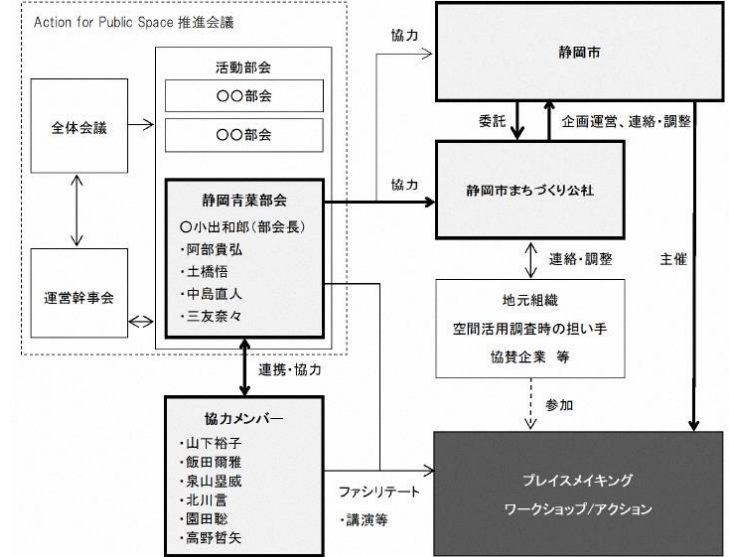 Action for Public Space 推進会議
活動部会
〇〇部会
〇〇部会
全体会議
運営幹事会
静岡青葉部会
〇小出和郎（部会長）
・阿部貴弘
・土橋悟
・中島直人
・三友奈々
連携・協力
協力メンバー
・山下裕子
・飯田爾雅
・泉山塁威
・北川言
・園田聡
・高野哲矢
協力
協力
静岡市
委託
企画運営、連絡・調整
静岡市まちづくり公社
連絡・調整
主催
地元組織
空間活用調査時の担い手
協賛企業 等
参加
ファシリテート
・講演等
プレイスメイキング
ワークショップ/アクション